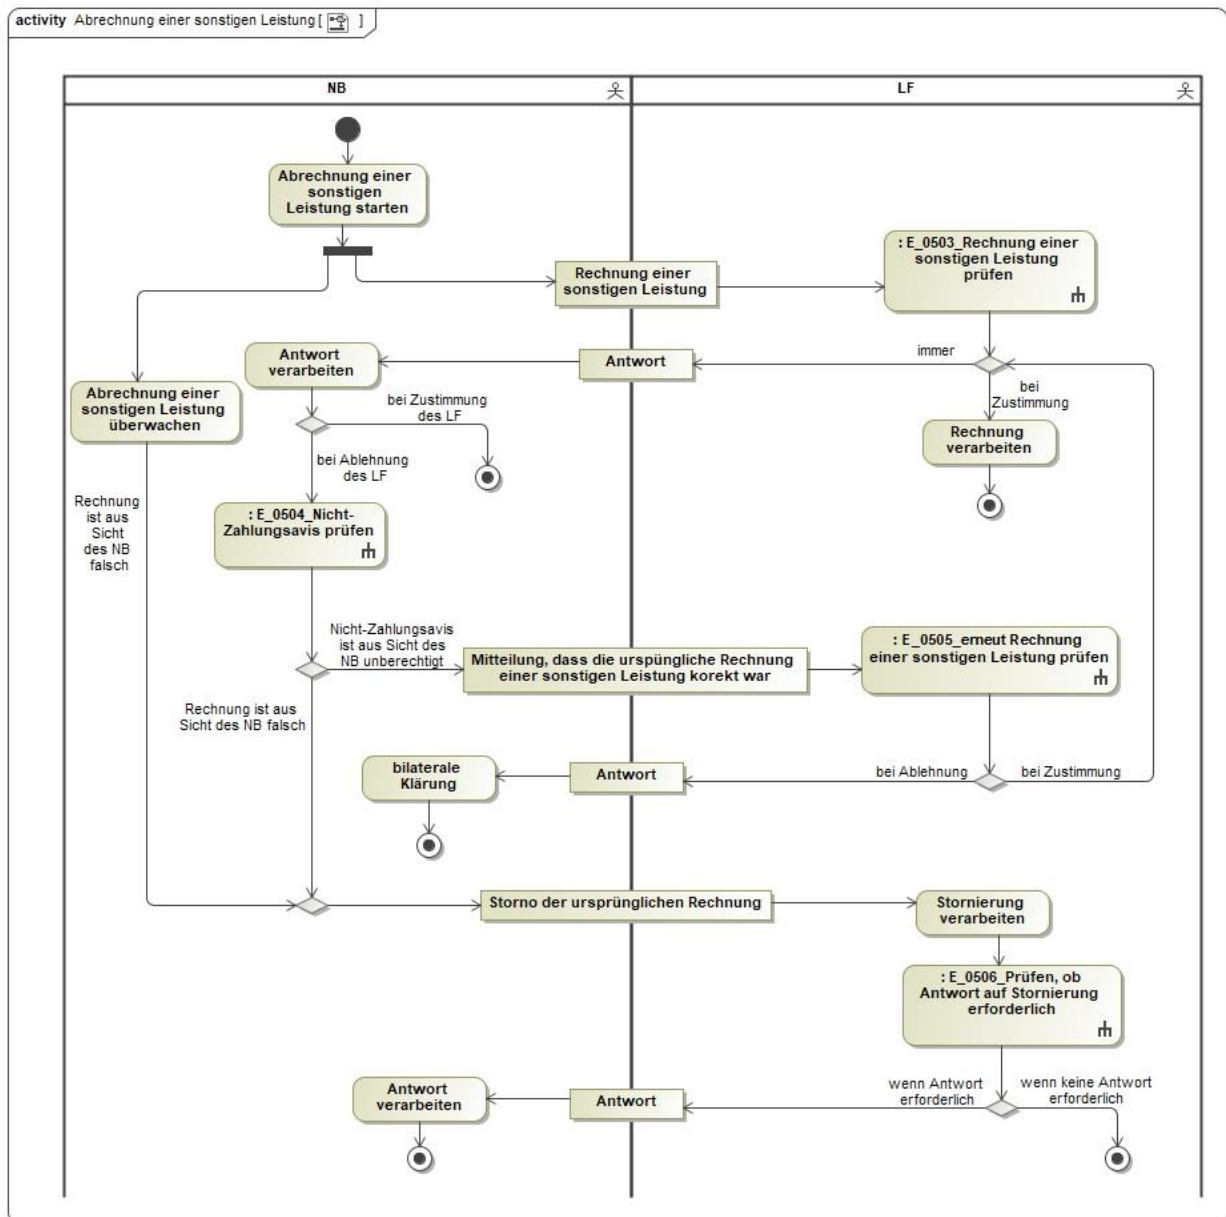 activity Abrechnung einer sonstigen Leistung [ ]
NB
LF
Abrechnung einer
sonstigen
Leistung starten
Rechnung einer
sonstigen Leistung
: E_0503_Rechnung einer
sonstigen Leistung
prüfen
immer
Antwort
Antwort
verarbeiten
bei
Zustimmung
Abrechnung einer
sonstigen Leistung
überwachen
bei Zustimmung
des LF
Rechnung
verarbeiten
bei Ablehnung
des LF
Rechnung
ist aus
Sicht
des NB
falsch
: E_0504_Nicht-
Zahlungsavis prüfen
Nicht-Zahlungsavis
ist aus Sicht des
NB unberechtigt
Mitteilung, dass die urspüngliche Rechnung
einer sonstigen Leistung korekt war
: E_0505_erneut Rechnung
einer sonstigen Leistung prüfen
Rechnung ist aus
Sicht des NB falsch
bilaterale
Klärung
Antwort
bei Ablehnung
bei Zustimmung
Storno der ursprünglichen Rechnung
Stornierung
verarbeiten
: E_0506_Prüfen, ob
Antwort auf Stornierung
erforderlich
wenn Antwort
erforderlich
wenn keine Antwort
erforderlich
Antwort
Antwort
verarbeiten